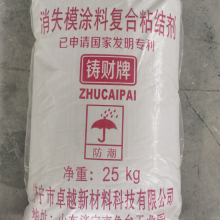 消失模涂料复合粘结剂
已申请国家发明专利
铸财牌
ZHUCAIPAI
防潮
净重：25 kg
宁市卓越新材料科技有限公司